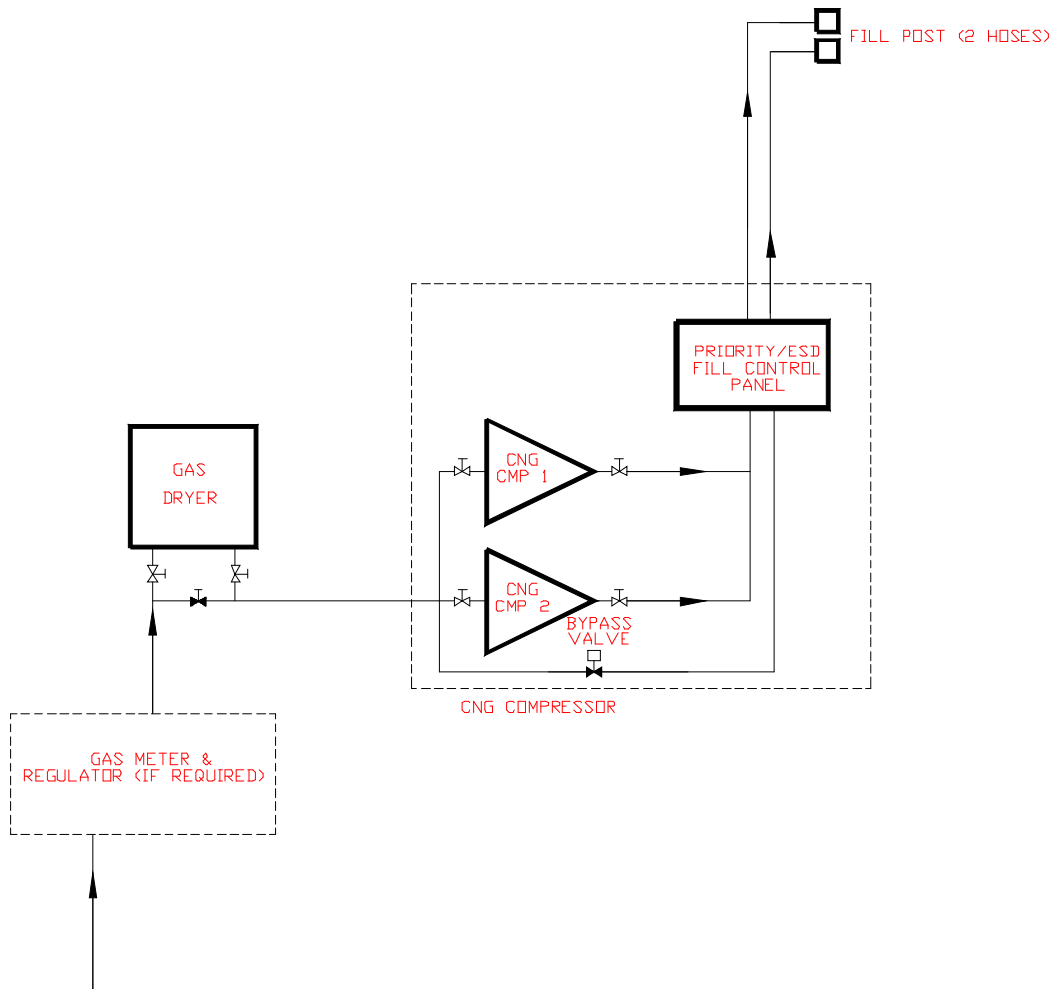 FILL POST (2 HOSES)
PRIORITY/ESD
FILL CONTROL
PANEL
GAS
DRYER
CNG
CMP 1
CNG
CMP 2
BYPASS
VALVE
CNG COMPRESSOR
GAS METER &
REGULATOR (IF REQUIRED)